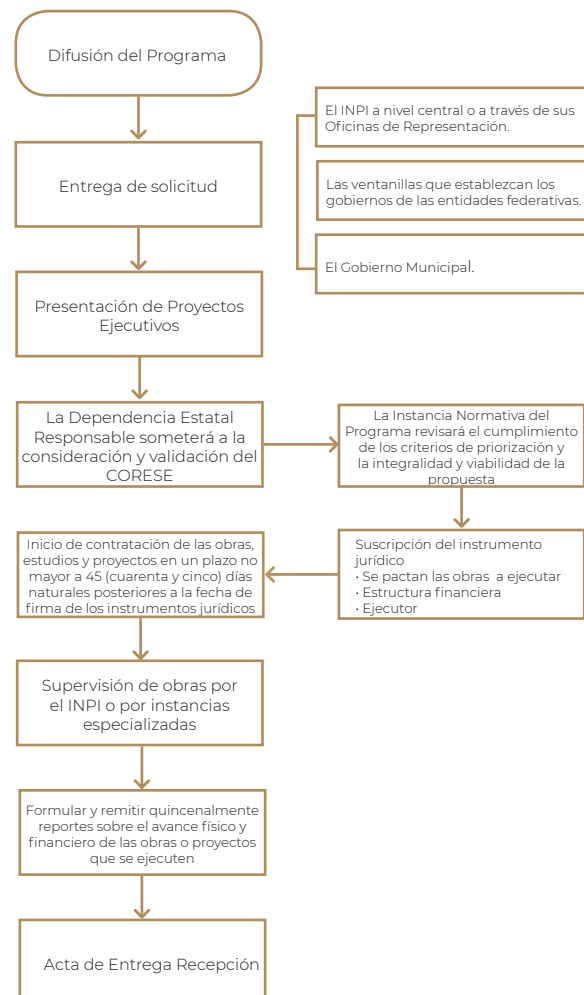 Difusión del Programa
El INPI a nivel central o a través de sus
Oficinas de Representación.
Entrega de solicitud
Las ventanillas que establezcan los
gobiernos de las entidades federativas.
El Gobierno Municipal.
Presentación de Proyectos
Ejecutivos
La Dependencia Estatal
Responsable someterá a la
consideración y validación del
CORESE
La Instancia Normativa del
Programa revisará el cumplimiento
de los criterios de priorización y
la integralidad y viabilidad de la
propuesta
Suscripción del instrumento
jurídico
• Se pactan las obras a ejecutar
• Estructura financiera
• Ejecutor
Inicio de contratación de las obras,
estudios y proyectos en un plazo no
mayor a 45 (cuarenta y cinco) días
naturales posteriores a la fecha de
firma de los instrumentos jurídicos
Supervisión de obras por
el INPI o por instancias
especializadas
Formular y remitir quincenalmente
reportes sobre el avance físico y
financiero de las obras o proyectos
que se ejecuten
Acta de Entrega Recepción